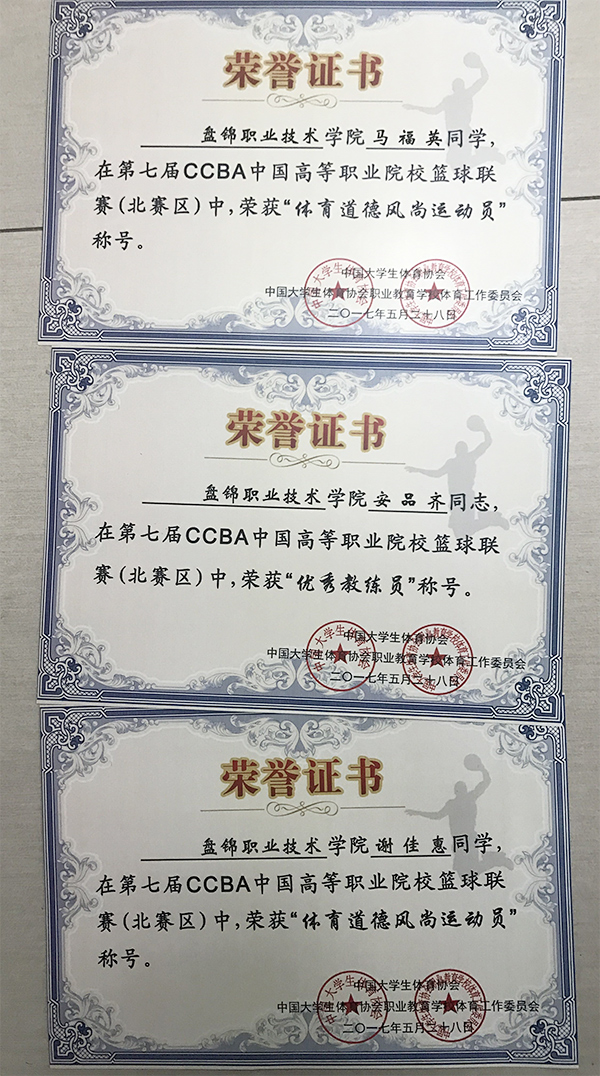 荣誉证书
盘锦职业技术学院马福英同学，
在第七届CCBA中国高等职业院校篮球联
赛（北赛区）中，荣获“体育道德风尚运动员”
称号。
中国大学生体育协会
中国大学生体育协会职业教育学校体育工作委员会
二〇一七年五月二十八日
荣誉证书
盘锦职业技术学院安品齐同志，
在第七届CCBA中国高等职业院校篮球联
赛（北赛区）中，荣获“优秀教练员”称号。
中国大学生体育协会
中国大学生体育协会职业教育学校体育工作委员会
二〇一七年五月二十八日
荣誉证书
盘锦职业技术学院谢佳惠同学，
在第七届CCBA中国高等职业院校篮球联
赛（北赛区）中，荣获“体育道德风尚运动员”
称号。
中国大学生体育协会
中国大学生体育协会职业教育学校体育工作委员会
二〇一七年五月二十八日